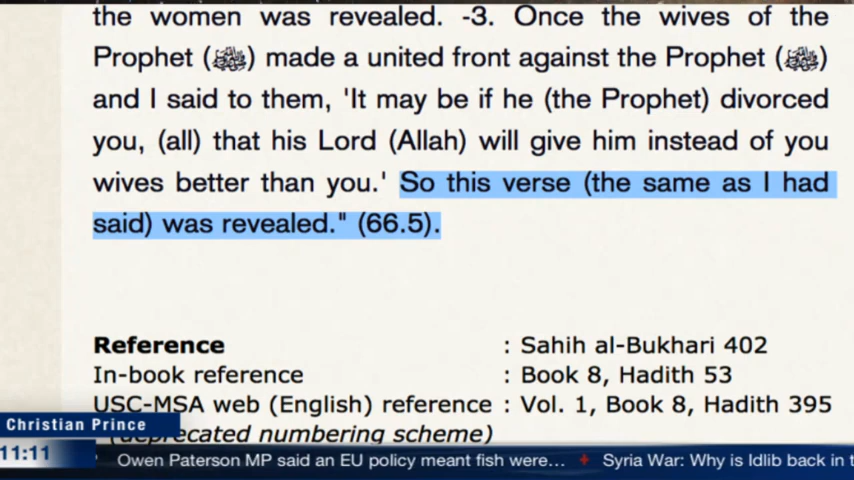 the women was revealed. -3. Once the wives of the
Prophet (ﷺ) made a united front against the Prophet (ﷺ)
and I said to them, 'It may be if he (the Prophet) divorced
you, (all) that his Lord (Allah) will give him instead of you
wives better than you.' So this verse (the same as I had
said) was revealed." (66.5).
Reference : Sahih al-Bukhari 402
In-book reference : Book 8, Hadith 53
USC-MSA web (English) reference : Vol. 1, Book 8, Hadith 395
(deprecated numbering scheme)
Christian Prince
11:11
Owen Paterson MP said an EU policy meant fish were... + Syria War: Why is Idlib back in t